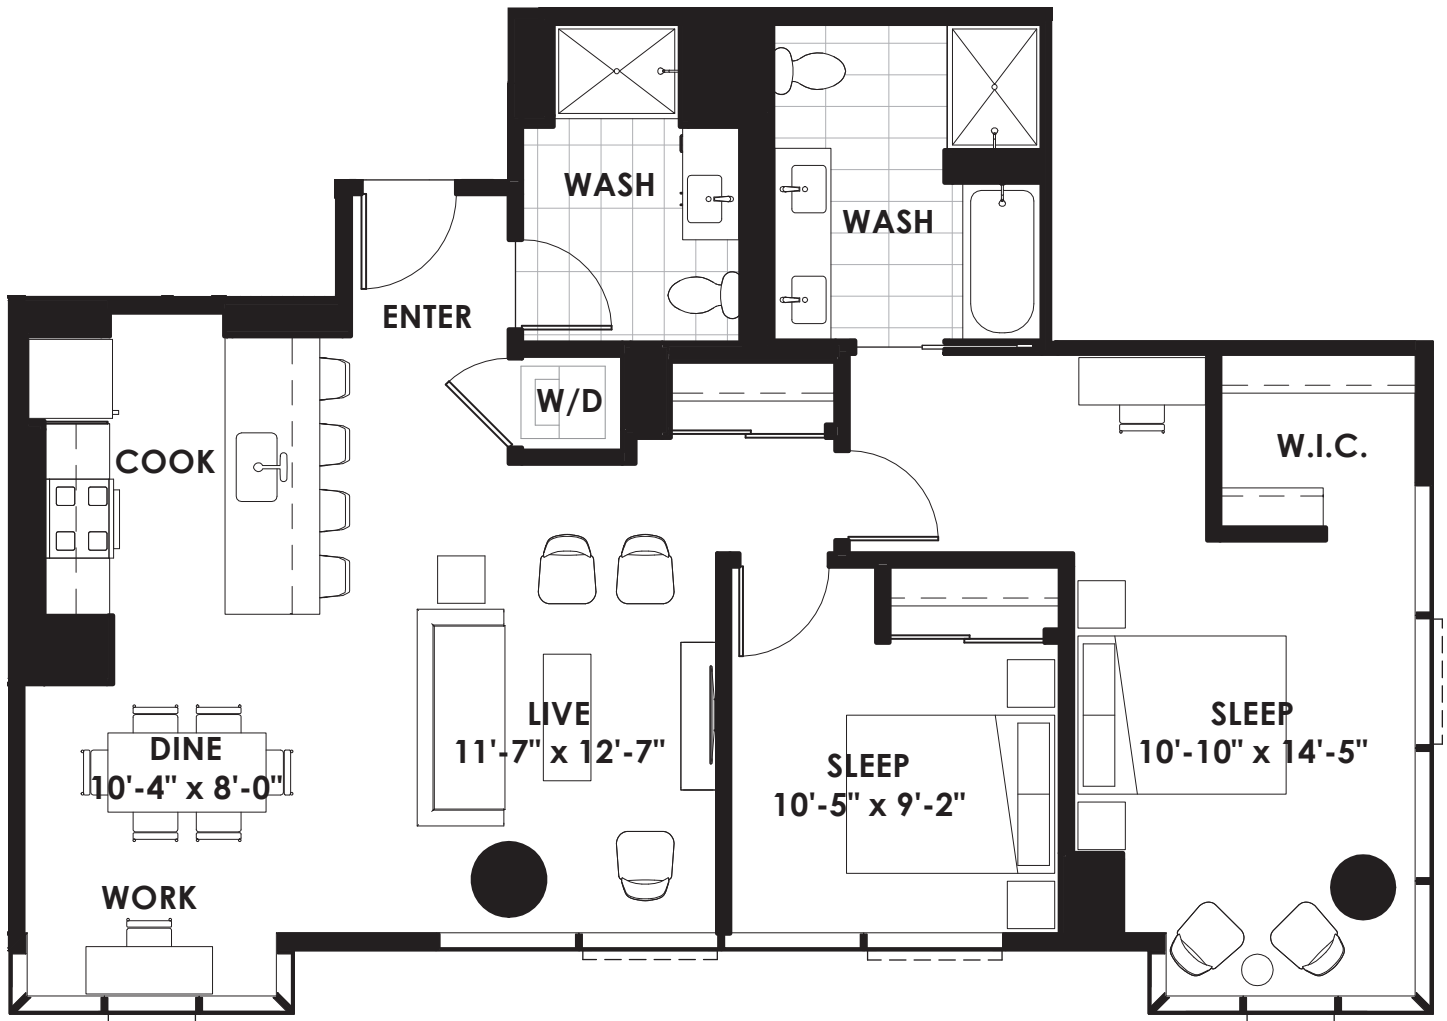 WASH
WASH
ENTER
W/D
COOK
W.I.C.
LIVE
11'-7" x 12'-7"
SLEEP
10'-10" x 14'-5"
DINE
10'-4" x 8'-0"
SLEEP
10'-5" x 9'-2"
WORK